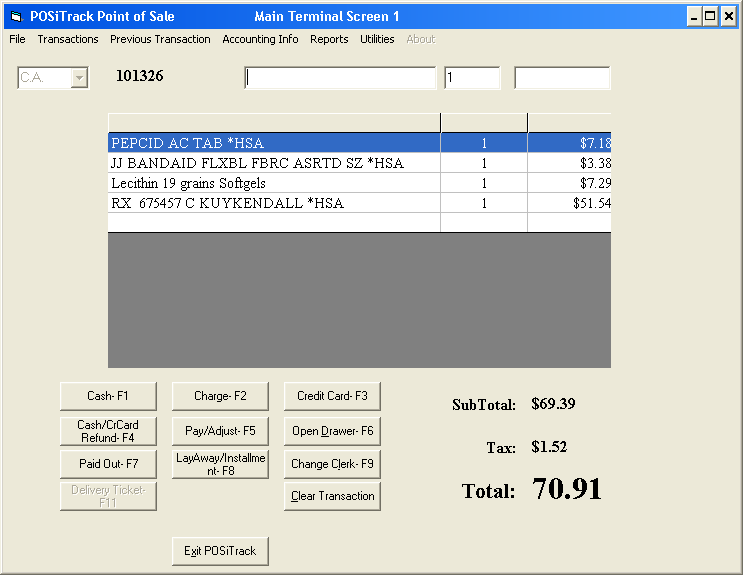 POSiTrack Point of Sale Main Terminal Screen 1
File Transactions Previous Transaction Accounting Info Reports Utilities About
C.A. 101326 1
PEPCID AC TAB *HSA 1 $7.18
JJ BANDAID FLXBL FBRC ASRTD SZ *HSA 1 $3.38
Lecithin 19 grains Softgels 1 $7.29
RX 675457 C KUYKENDALL *HSA 1 $51.54
Cash- F1 Charge- F2 Credit Card- F3
Cash/CrCard
Refund- F4
Pay/Adjust- F5 Open Drawer- F6
Paid Out- F7
LayAway/Installme
nt- F8
Change Clerk- F9
Delivery Ticket-
F11
Clear Transaction
Exit POSiTrack
SubTotal: $69.39
Tax: $1.52
Total: 70.91